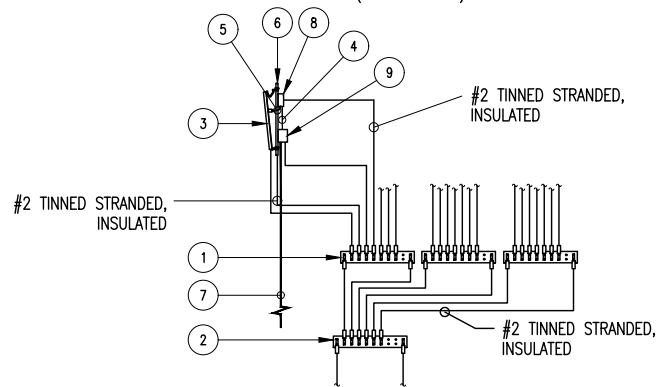 6
5
8
4
9
3
#2 TINNED STRANDED,
INSULATED
#2 TINNED STRANDED,
INSULATED
1
7
2
#2 TINNED STRANDED,
INSULATED